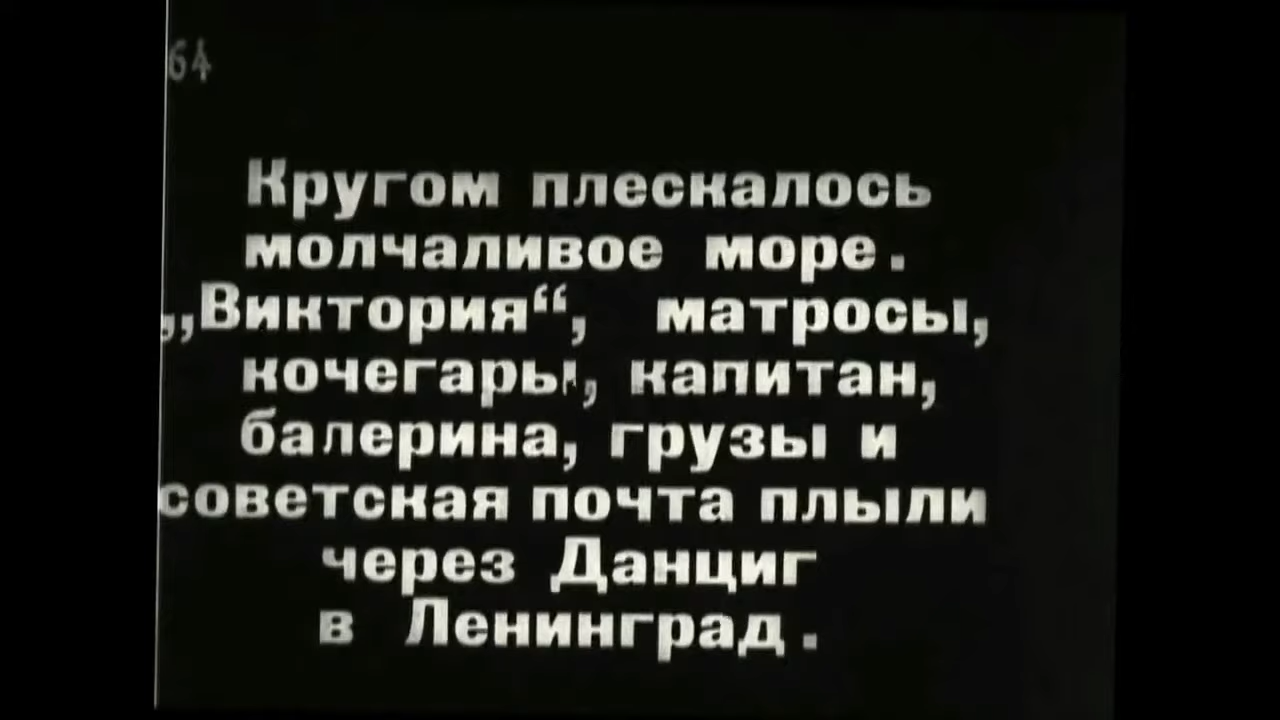 64
Кругом плескалось
молчаливое море.
„Виктория“, матросы,
кочегары, капитан,
балерина, грузы и
советская почта плыли
через Данциг
в Ленинград.